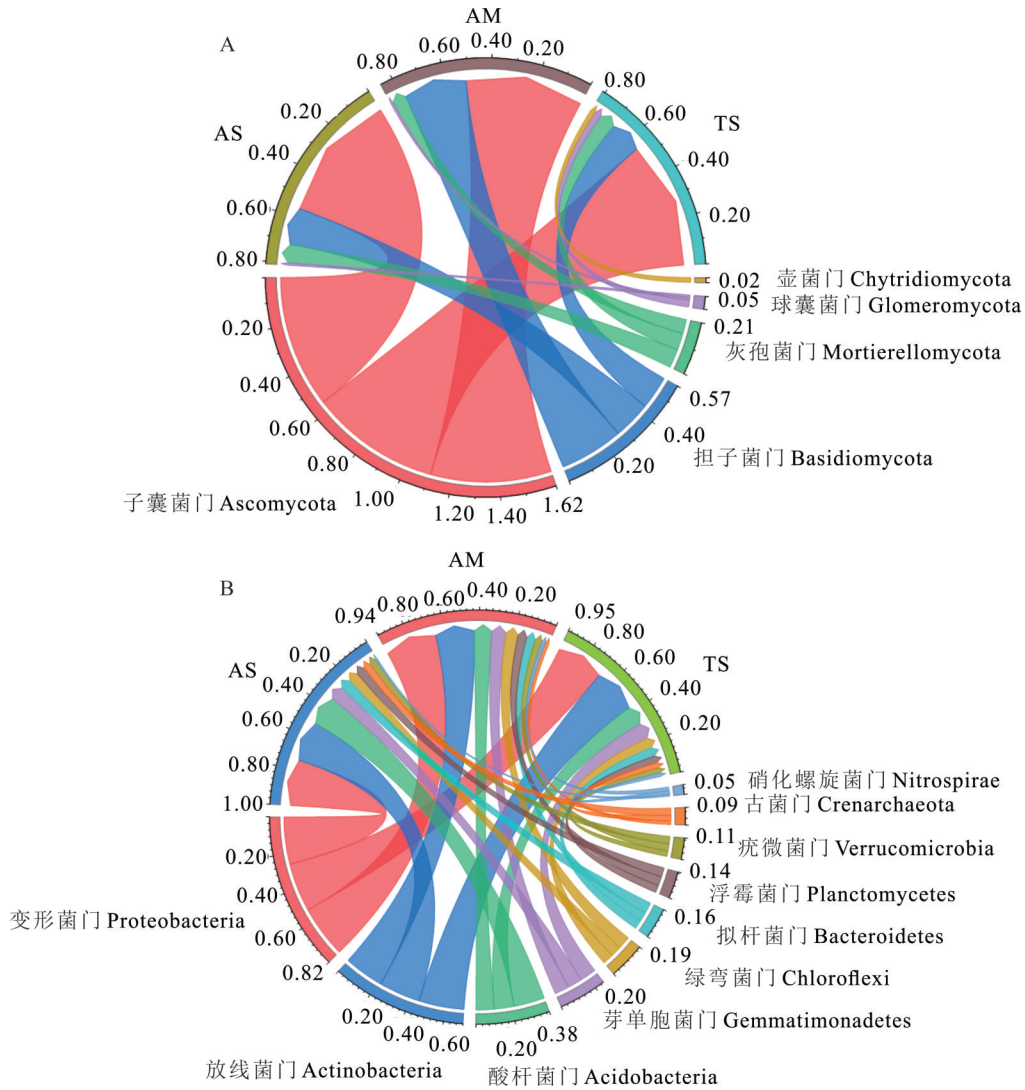 A
AM
0.80
0.60
0.40
0.20
0.80
0.60
TS
0.40
0.20
0.20
AS
0.40
0.60
0.80
0.02 壶菌门 Chytridiomycota
0.05 球囊菌门 Glomeromycota
0.21
灰孢菌门 Mortierellomycota
0.57
0.40
0.20
担子菌门 Basidiomycota
0.20
0.40
0.60
0.80
1.00
1.20
1.40
1.62
子囊菌门 Ascomycota
B
AM
0.94
0.80
0.60
0.40
0.20
0.95
0.80
0.60
TS
0.40
0.20
0.20
AS
0.40
0.60
0.80
1.00
0.05 硝化螺旋菌门 Nitrospirae
0.09 古菌门 Crenarchaeota
0.11
疣微菌门 Verrucomicrobia
0.14
浮霉菌门 Planctomycetes
0.16
拟杆菌门 Bacteroidetes
0.19
绿弯菌门 Chloroflexi
0.20
芽单胞菌门 Gemmatimonadetes
0.38
0.20
酸杆菌门 Acidobacteria
0.20
0.40
0.60
放线菌门 Actinobacteria
0.20
0.40
变形菌门 Proteobacteria
0.60
0.82